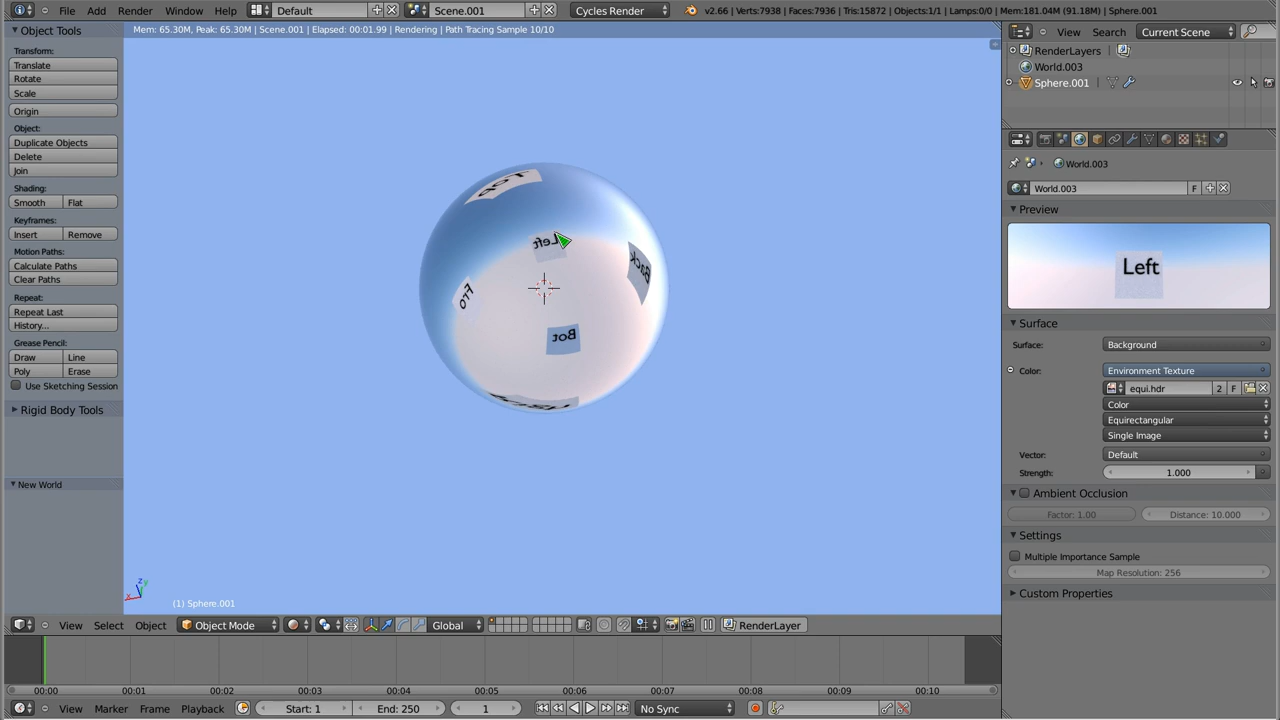 File Add Render Window Help Default Scene.001 Cycles Render v2.66 | Verts:7938 | Faces:7936 | Tris:15872 | Objects:1/1 | Lamps:0/0 | Mem:181.04M (91.18M) | Sphere.001
Object Tools
Mem: 65.30M, Peak: 65.30M | Scene.001 | Elapsed: 00:01.99 | Rendering | Path Tracing Sample 10/10
View Search Current Scene
RenderLayers
World.003
Sphere.001
Transform:
Translate
Rotate
Scale
Origin
Object:
Duplicate Objects
Delete
Join
Shading:
Smooth Flat
Keyframes:
Insert Remove
Motion Paths:
Calculate Paths
Clear Paths
Repeat:
Repeat Last
History...
Grease Pencil:
Draw Line
Poly Erase
Use Sketching Session
Rigid Body Tools
New World
Top
Left
Back
Fro
Bot
z y
x
(1) Sphere.001
World.003
World.003 F
Preview
Left
Surface
Surface: Background
Color: Environment Texture
equi.hdr 2 F
Color
Equirectangular
Single Image
Vector: Default
Strength: 1.000
Ambient Occlusion
Factor: 1.00 Distance: 10.000
Settings
Multiple Importance Sample
Map Resolution: 256
Custom Properties
View Select Object Object Mode Global RenderLayer
00:00 00:01 00:02 00:03 00:04 00:05 00:06 00:07 00:08 00:09 00:10
View Marker Frame Playback Start: 1 End: 250 1 No Sync